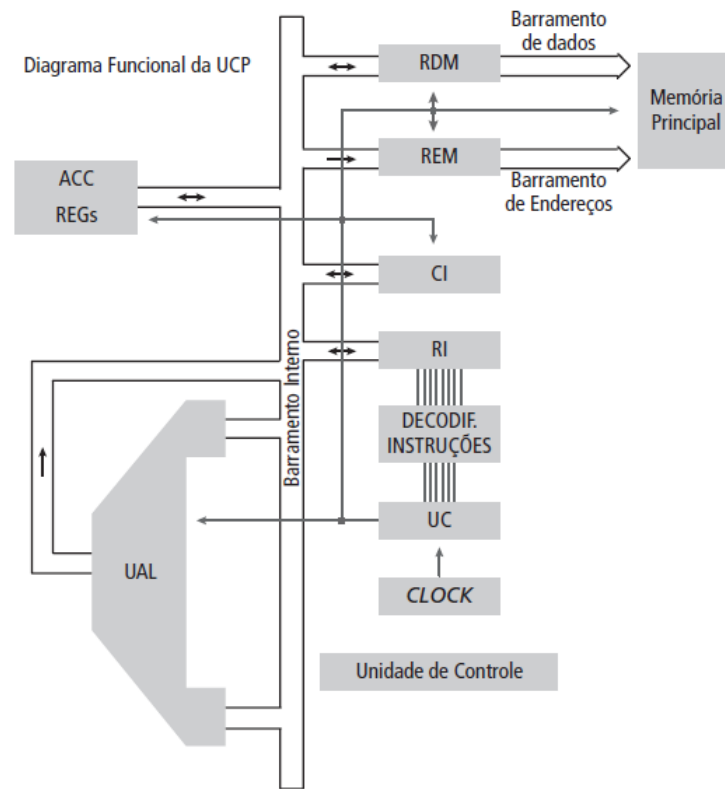 Diagrama Funcional da UCP
Barramento
de dados
RDM
Memória
Principal
REM
Barramento
de Endereços
ACC
REGs
CI
RI
Barramento Interno
DECODIF.
INSTRUÇÕES
UC
UAL
CLOCK
Unidade de Controle